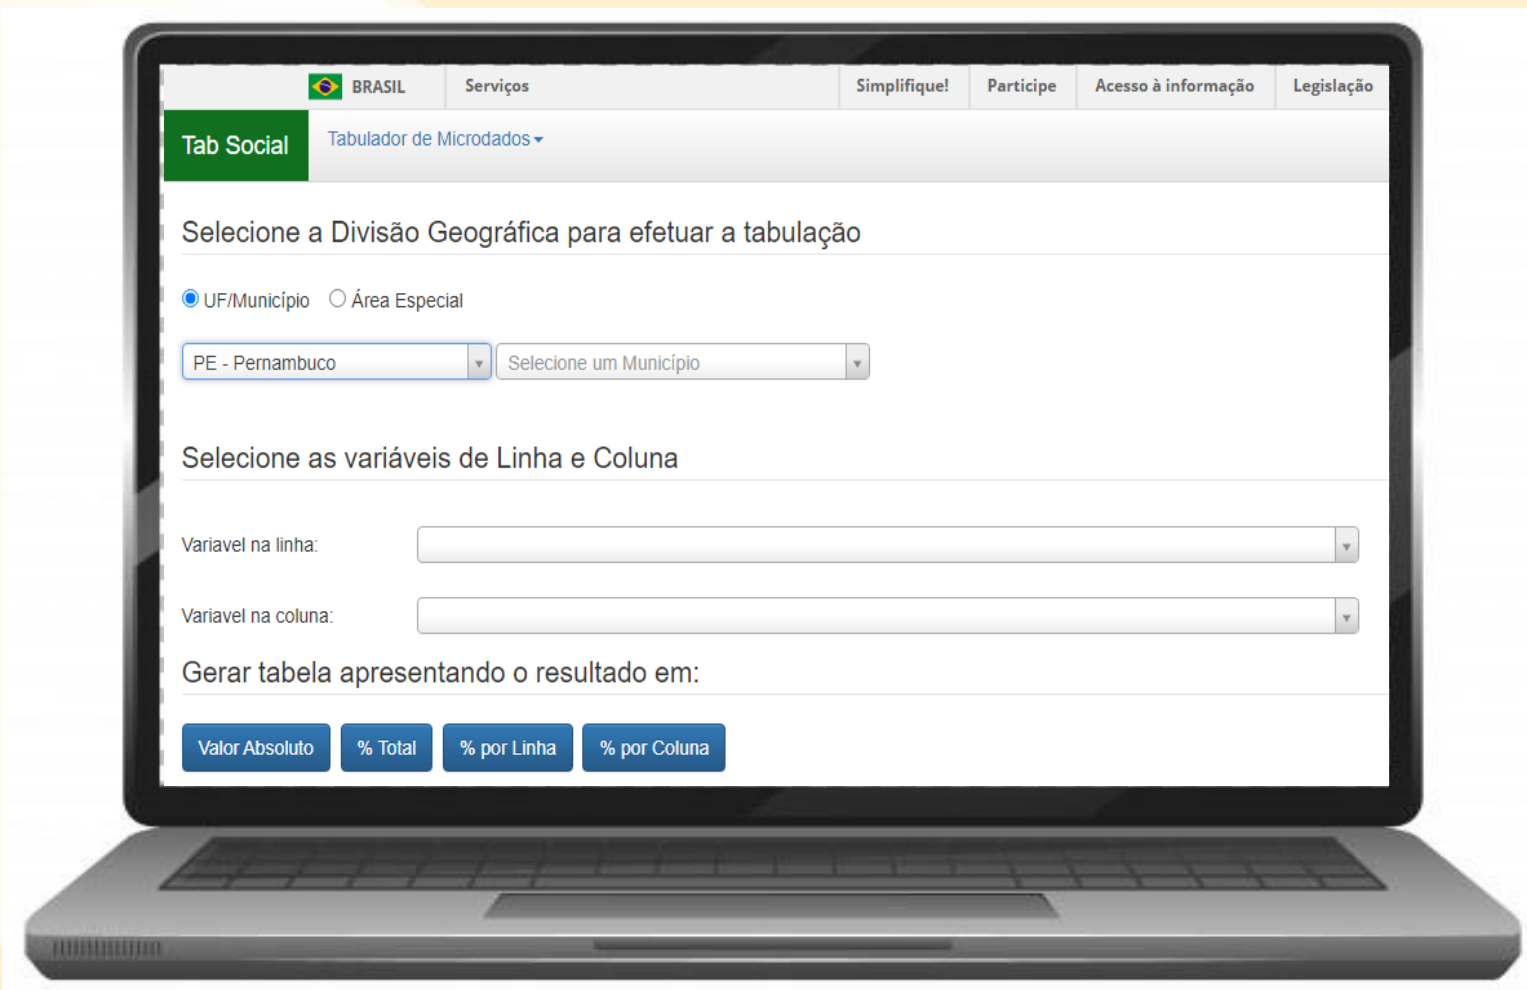 BRASIL Serviços Simplifique! Participe Acesso à informação Legislação
Tab Social Tabulador de Microdados
Selecione a Divisão Geográfica para efetuar a tabulação
UF/Município Área Especial
PE - Pernambuco Selecione um Município
Selecione as variáveis de Linha e Coluna
Variavel na linha:
Variavel na coluna:
Gerar tabela apresentando o resultado em:
Valor Absoluto % Total % por Linha % por Coluna